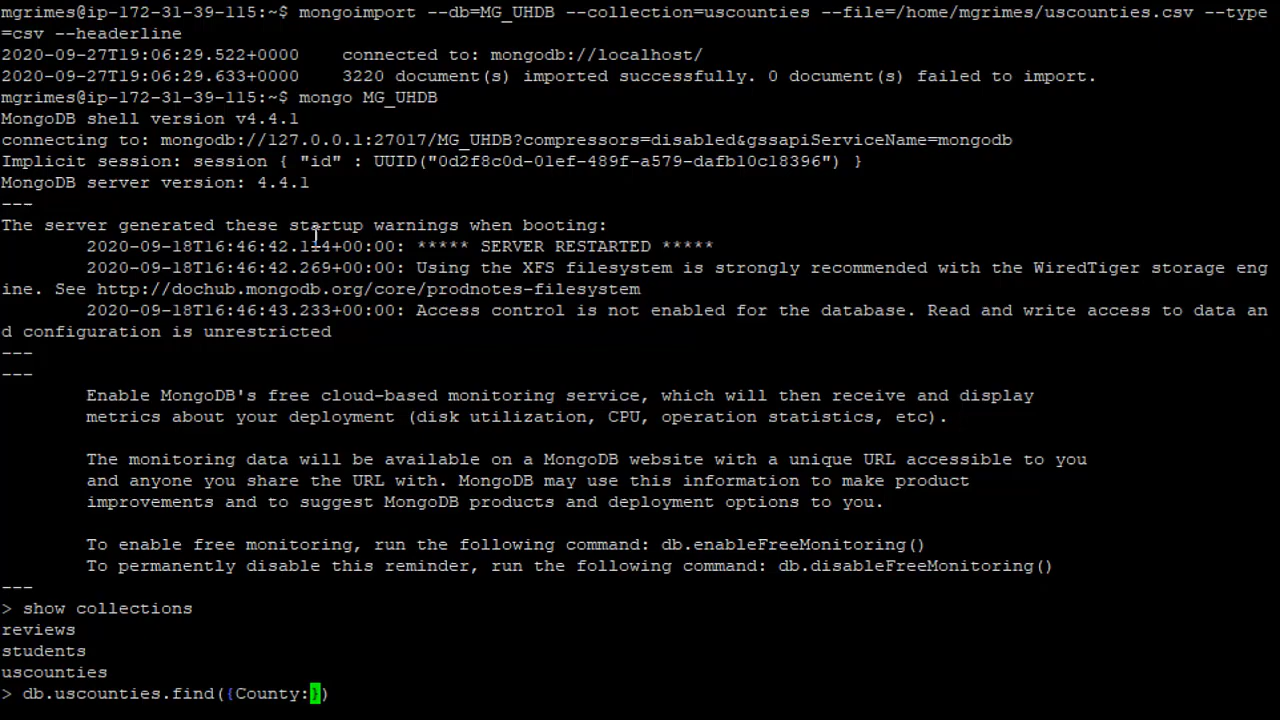 mgrimes@ip-172-31-39-115:~$ mongoimport --db=MG_UHDB --collection=uscounties --file=/home/mgrimes/uscounties.csv --type
=csv --headerline
2020-09-27T19:06:29.522+0000    connected to: mongodb://localhost/
2020-09-27T19:06:29.633+0000    3220 document(s) imported successfully. 0 document(s) failed to import.
mgrimes@ip-172-31-39-115:~$ mongo MG_UHDB
MongoDB shell version v4.4.1
connecting to: mongodb://127.0.0.1:27017/MG_UHDB?compressors=disabled&gssapiServiceName=mongodb
Implicit session: session { "id" : UUID("0d2f8c0d-01ef-489f-a579-dafb10c18396") }
MongoDB server version: 4.4.1
---
The server generated these startup warnings when booting:
        2020-09-18T16:46:42.114+00:00: ***** SERVER RESTARTED *****
        2020-09-18T16:46:42.269+00:00: Using the XFS filesystem is strongly recommended with the WiredTiger storage eng
ine. See http://dochub.mongodb.org/core/prodnotes-filesystem
        2020-09-18T16:46:43.233+00:00: Access control is not enabled for the database. Read and write access to data an
d configuration is unrestricted
---
---
        Enable MongoDB's free cloud-based monitoring service, which will then receive and display
        metrics about your deployment (disk utilization, CPU, operation statistics, etc).
        The monitoring data will be available on a MongoDB website with a unique URL accessible to you
        and anyone you share the URL with. MongoDB may use this information to make product
        improvements and to suggest MongoDB products and deployment options to you.
        To enable free monitoring, run the following command: db.enableFreeMonitoring()
        To permanently disable this reminder, run the following command: db.disableFreeMonitoring()
---
> show collections
reviews
students
uscounties
> db.uscounties.find({County:})